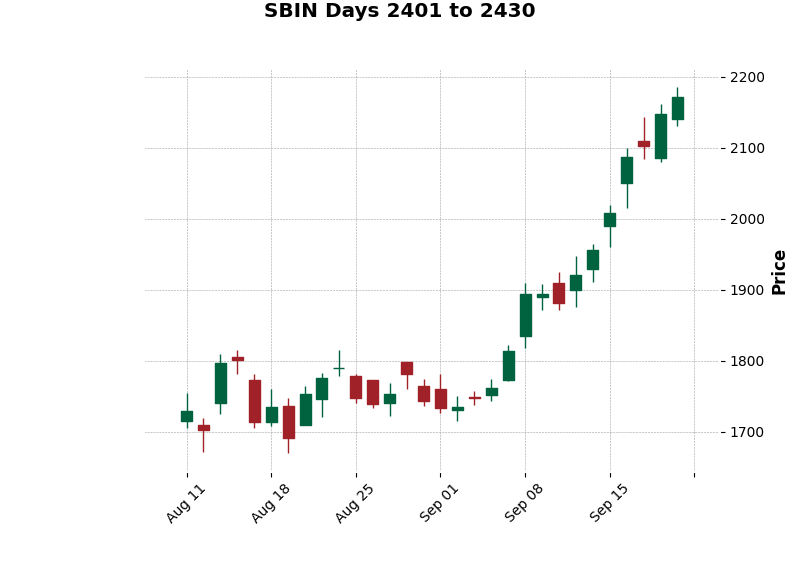 SBIN Days 2401 to 2430
2200
2100
2000
1900
1800
1700
Price
Aug 11
Aug 18
Aug 25
Sep 01
Sep 08
Sep 15